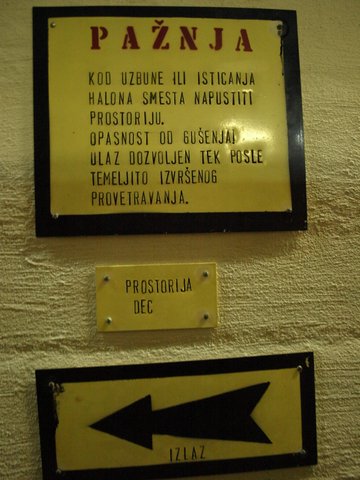 PAŽNJA
KOD UZBUNE ILI ISTICANJA
HALONA SMESTA NAPUSTITI
PROSTORIJU.
OPASNOST OD GUŠENJA!
ULAZ DOZVOLJEN TEK POSLE
TEMELJITO IZVRŠENOG
PROVETRAVANJA.
PROSTORIJA
DEC
IZLAZ